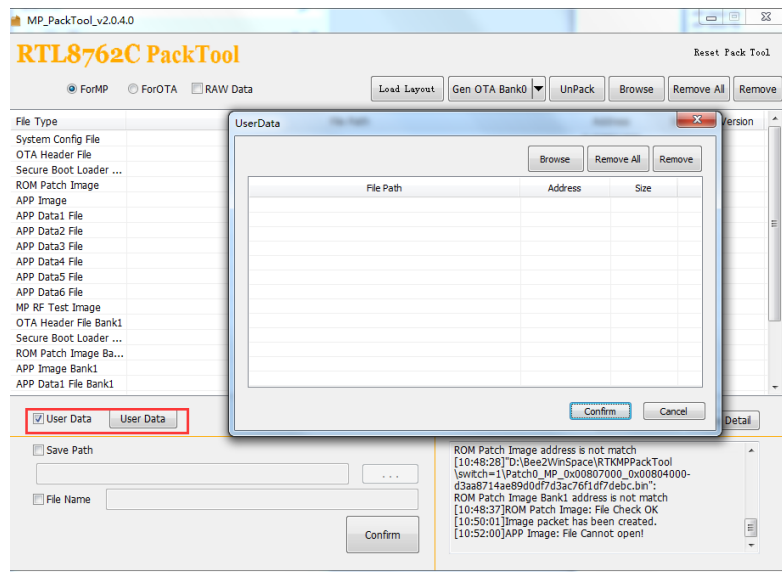 MP_PackTool_v2.0.4.0
RTL8762C PackTool
Reset Pack Tool
ForMP ForOTA RAW Data Load Layout Gen OTA Bank0 UnPack Browse Remove All Remove
File Type File Path Version
UserData
System Config File
OTA Header File
Secure Boot Loader ...
ROM Patch Image
APP Image
APP Data1 File
APP Data2 File
APP Data3 File
APP Data4 File
APP Data5 File
APP Data6 File
MP RF Test Image
OTA Header File Bank1
Secure Boot Loader ...
ROM Patch Image Ba...
APP Image Bank1
APP Data1 File Bank1
Browse Remove All Remove
File Path Address Size
Confirm Cancel
User Data User Data Detail
Save Path
...
File Name
Confirm
ROM Patch Image address is not match
[10:48:28]"D:\Bee2WinSpace\RTKMPPackTool
\switch=1\Patch0_MP_0x00807000_0x00804000-
d3aa8714ae89d0df7d3ac76f1df7debc.bin":
ROM Patch Image Bank1 address is not match
[10:48:37]ROM Patch Image: File Check OK
[10:50:01]Image packet has been created.
[10:52:00]APP Image: File Cannot open!